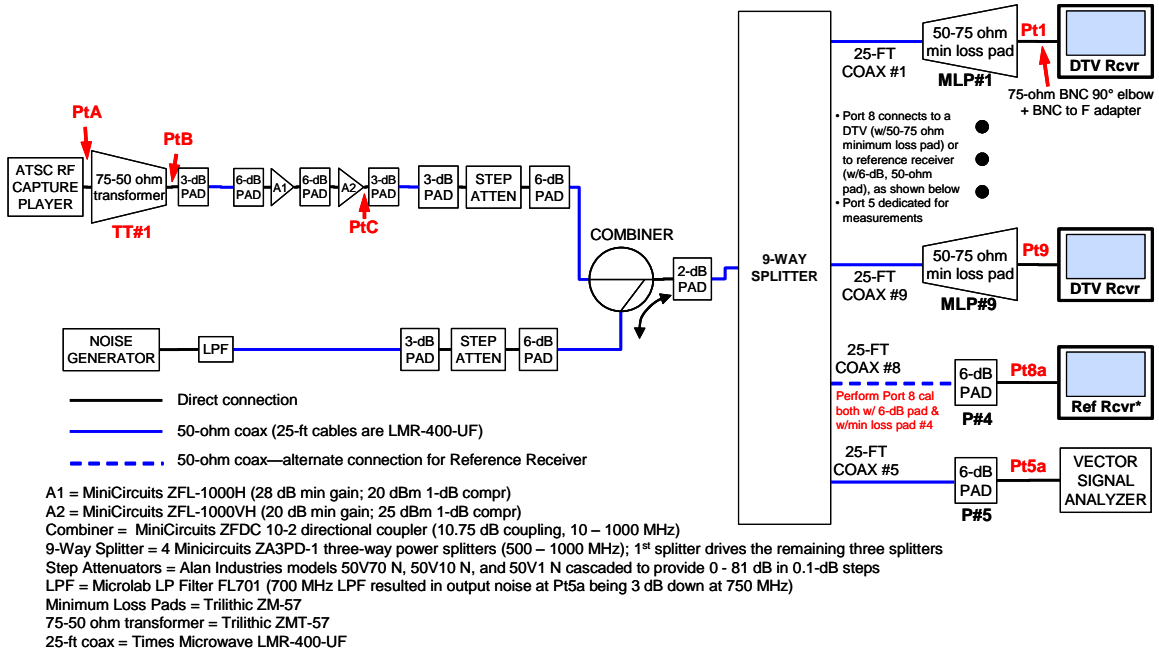 PtA
ATSC RF
CAPTURE
PLAYER
75-50 ohm
transformer
TT#1
PtB
3-dB
PAD
6-dB
PAD
A1
6-dB
PAD
A2
PtC
3-dB
PAD
3-dB
PAD
STEP
ATTEN
6-dB
PAD
COMBINER
2-dB
PAD
9-WAY
SPLITTER
NOISE
GENERATOR
LPF
3-dB
PAD
STEP
ATTEN
6-dB
PAD
25-FT
COAX #1
50-75 ohm
min loss pad
MLP#1
Pt1
DTV Rcvr
75-ohm BNC 90° elbow
+ BNC to F adapter
• Port 8 connects to a
DTV (w/50-75 ohm
minimum loss pad) or
to reference receiver
(w/6-dB, 50-ohm
pad), as shown below
• Port 5 dedicated for
measurements
25-FT
COAX #9
50-75 ohm
min loss pad
MLP#9
Pt9
DTV Rcvr
25-FT
COAX #8
Perform Port 8 cal
both w/ 6-dB pad &
w/min loss pad #4
6-dB
PAD
P#4
Pt8a
Ref Rcvr*
25-FT
COAX #5
6-dB
PAD
P#5
Pt5a
VECTOR
SIGNAL
ANALYZER
Direct connection
50-ohm coax (25-ft cables are LMR-400-UF)
50-ohm coax—alternate connection for Reference Receiver
A1 = MiniCircuits ZFL-1000H (28 dB min gain; 20 dBm 1-dB compr)
A2 = MiniCircuits ZFL-1000VH (20 dB min gain; 25 dBm 1-dB compr)
Combiner = MiniCircuits ZFDC 10-2 directional coupler (10.75 dB coupling, 10 – 1000 MHz)
9-Way Splitter = 4 Minicircuits ZA3PD-1 three-way power splitters (500 – 1000 MHz); 1st splitter drives the remaining three splitters
Step Attenuators = Alan Industries models 50V70 N, 50V10 N, and 50V1 N cascaded to provide 0 - 81 dB in 0.1-dB steps
LPF = Microlab LP Filter FL701 (700 MHz LPF resulted in output noise at Pt5a being 3 dB down at 750 MHz)
Minimum Loss Pads = Trilithic ZM-57
75-50 ohm transformer = Trilithic ZMT-57
25-ft coax = Times Microwave LMR-400-UF